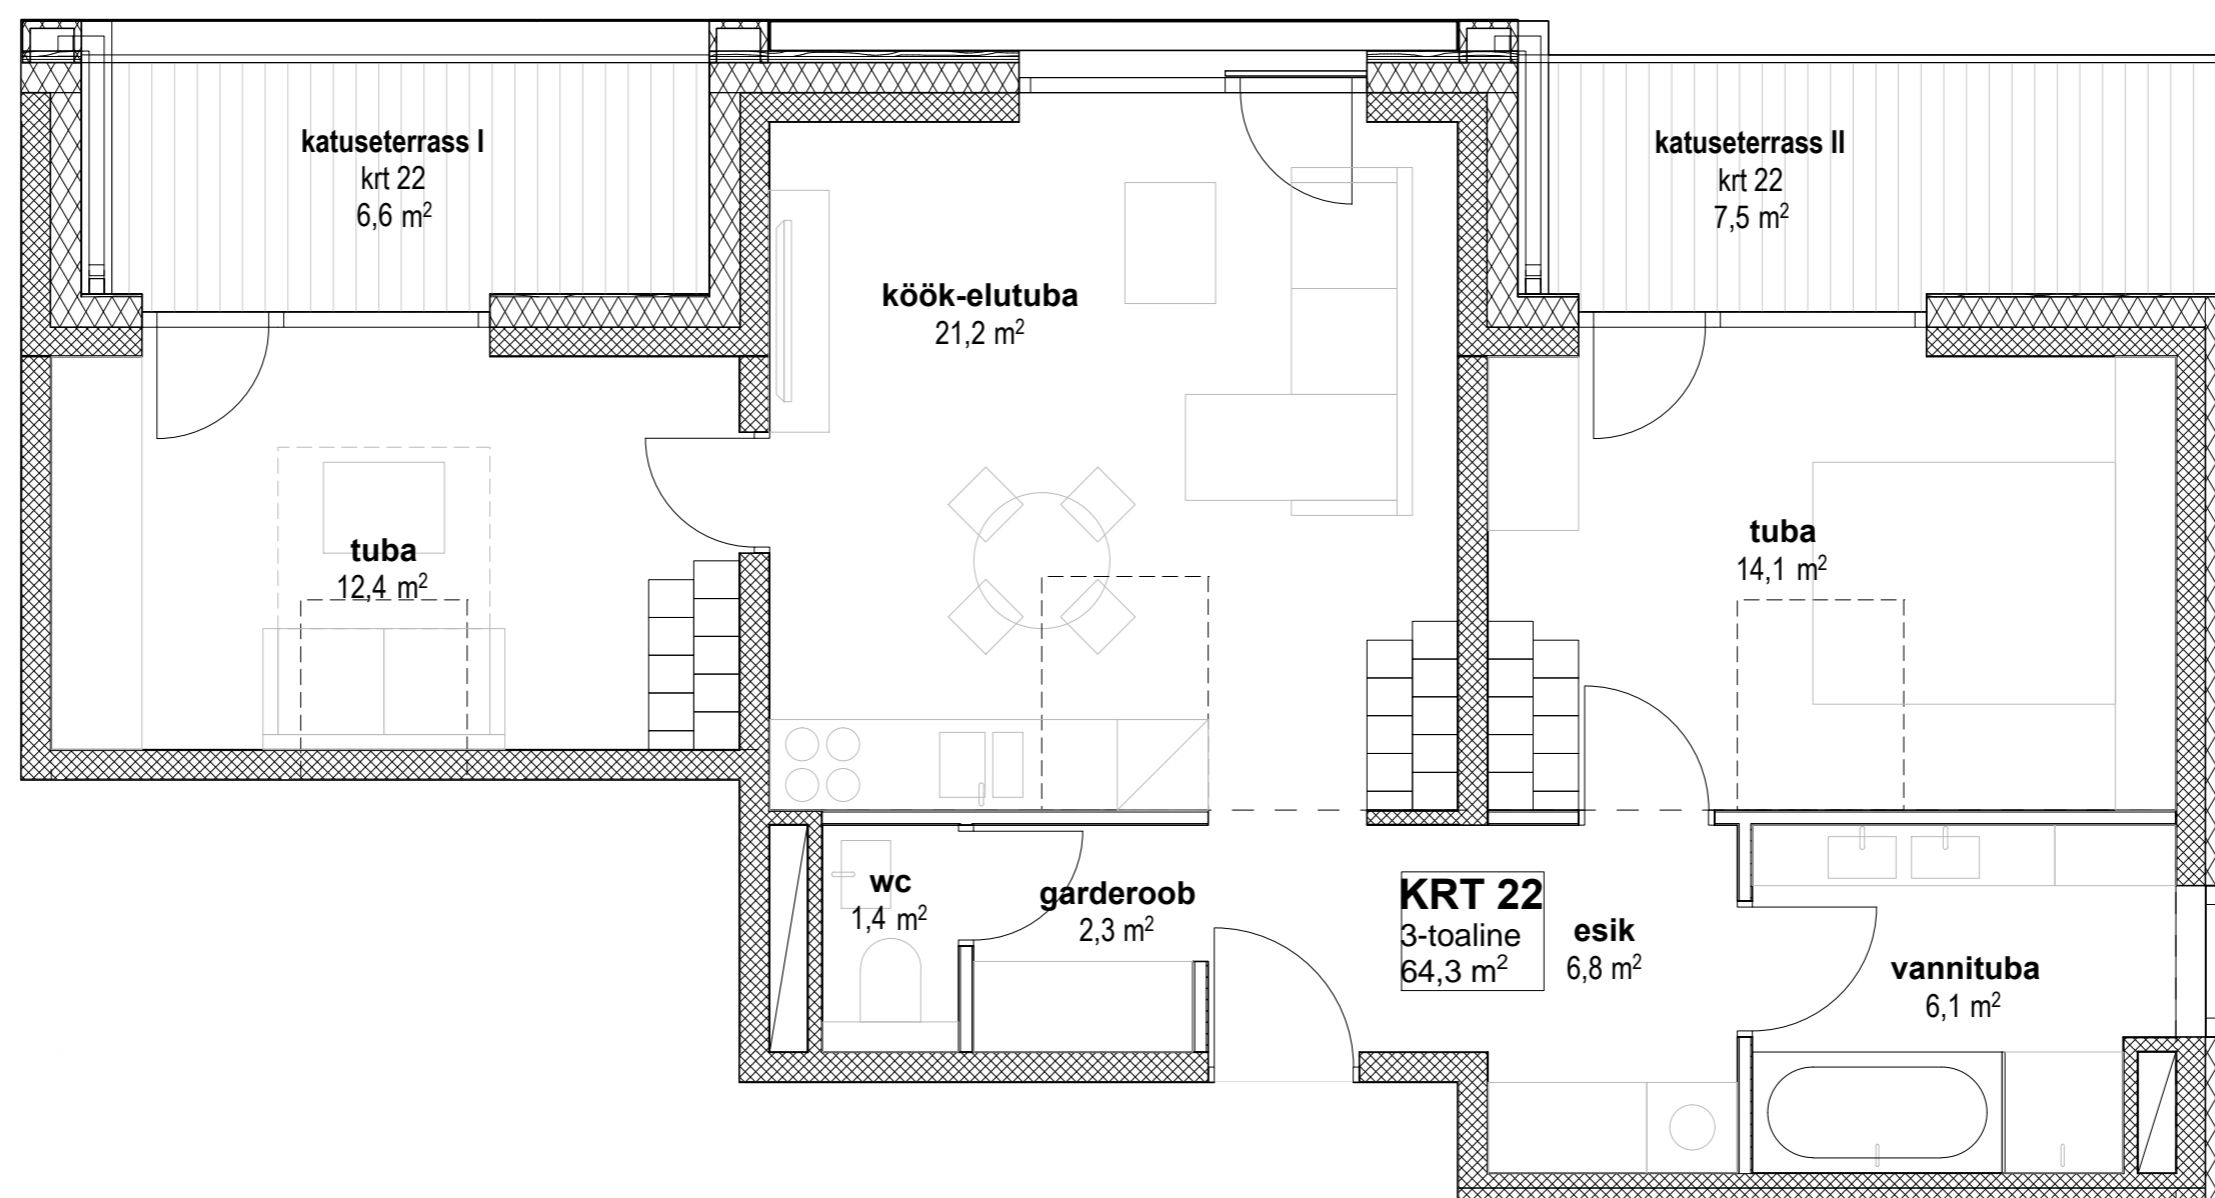 katuseterrass I
krt 22
6,6 m²
katuseterrass II
krt 22
7,5 m²
köök-elutuba
21,2 m²
tuba
12,4 m²
tuba
14,1 m²
wc
1,4 m²
garderoob
2,3 m²
KRT 22
3-toaline
64,3 m²
esik
6,8 m²
vannituba
6,1 m²